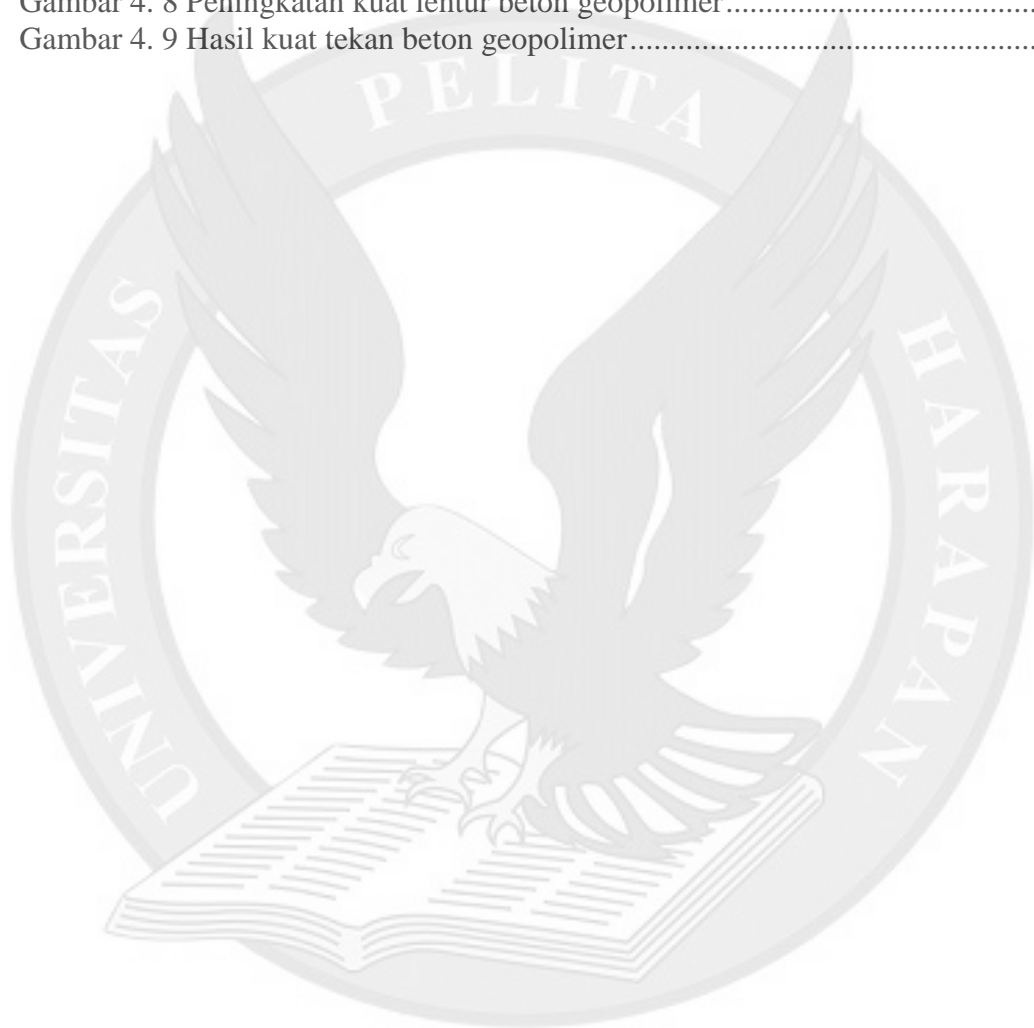 Gambar 4. 8 Peningkatan kuat lentur beton geopolimer
Gambar 4. 9 Hasil kuat tekan beton geopolimer
UNIVERSITAS PELITA HARAPAN